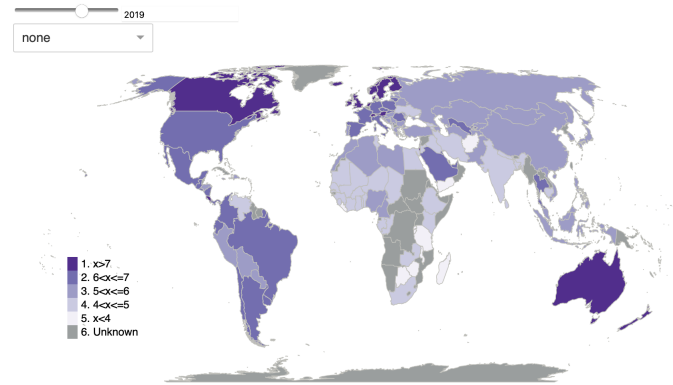 2019
none
1. x>7
2. 6<x<=7
3. 5<x<=6
4. 4<x<=5
5. x<4
6. Unknown